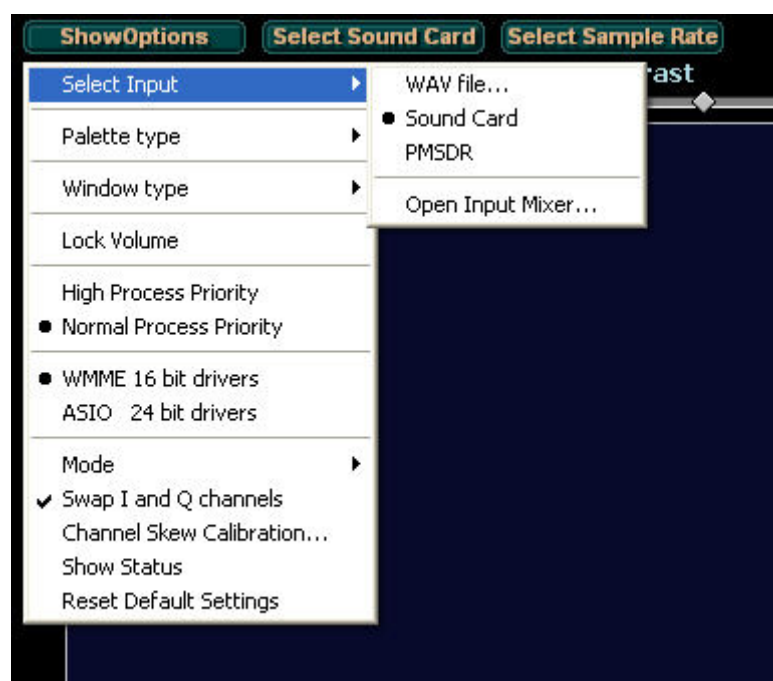 ShowOptions Select Sound Card Select Sample Rate
Select Input
Palette type
Window type
Lock Volume
High Process Priority
Normal Process Priority
WMME 16 bit drivers
ASIO 24 bit drivers
Mode
Swap I and Q channels
Channel Skew Calibration...
Show Status
Reset Default Settings
WAV file...
Sound Card
PMSDR
Open Input Mixer...